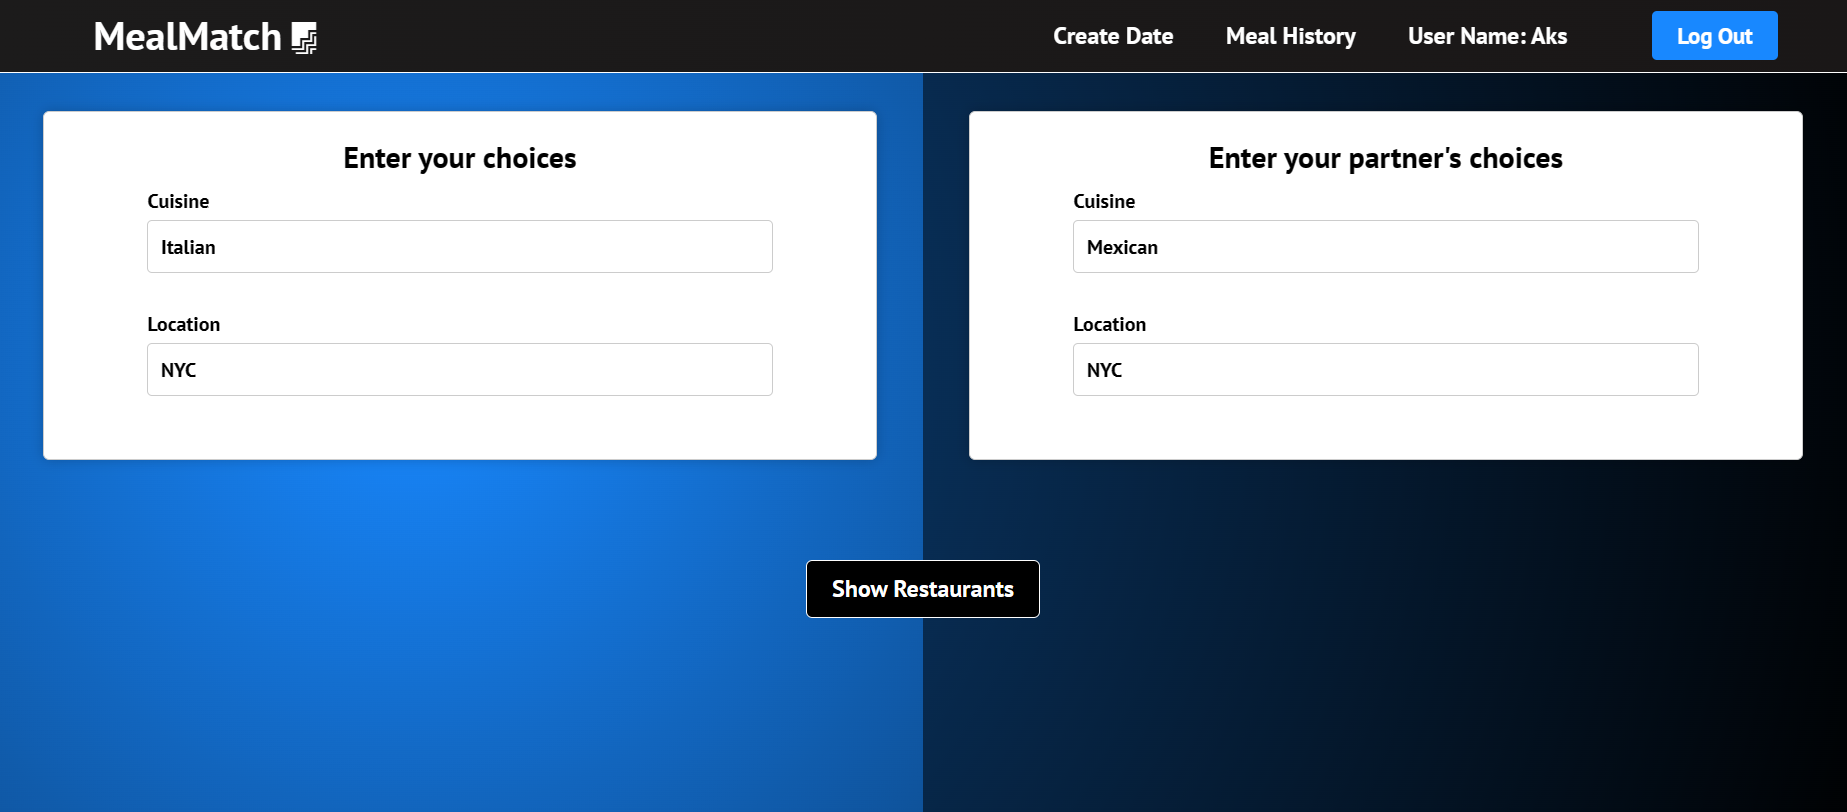 MealMatch
Create Date
Meal History
User Name: Aks
Log Out
Enter your choices
Cuisine
Italian
Location
NYC
Enter your partner's choices
Cuisine
Mexican
Location
NYC
Show Restaurants